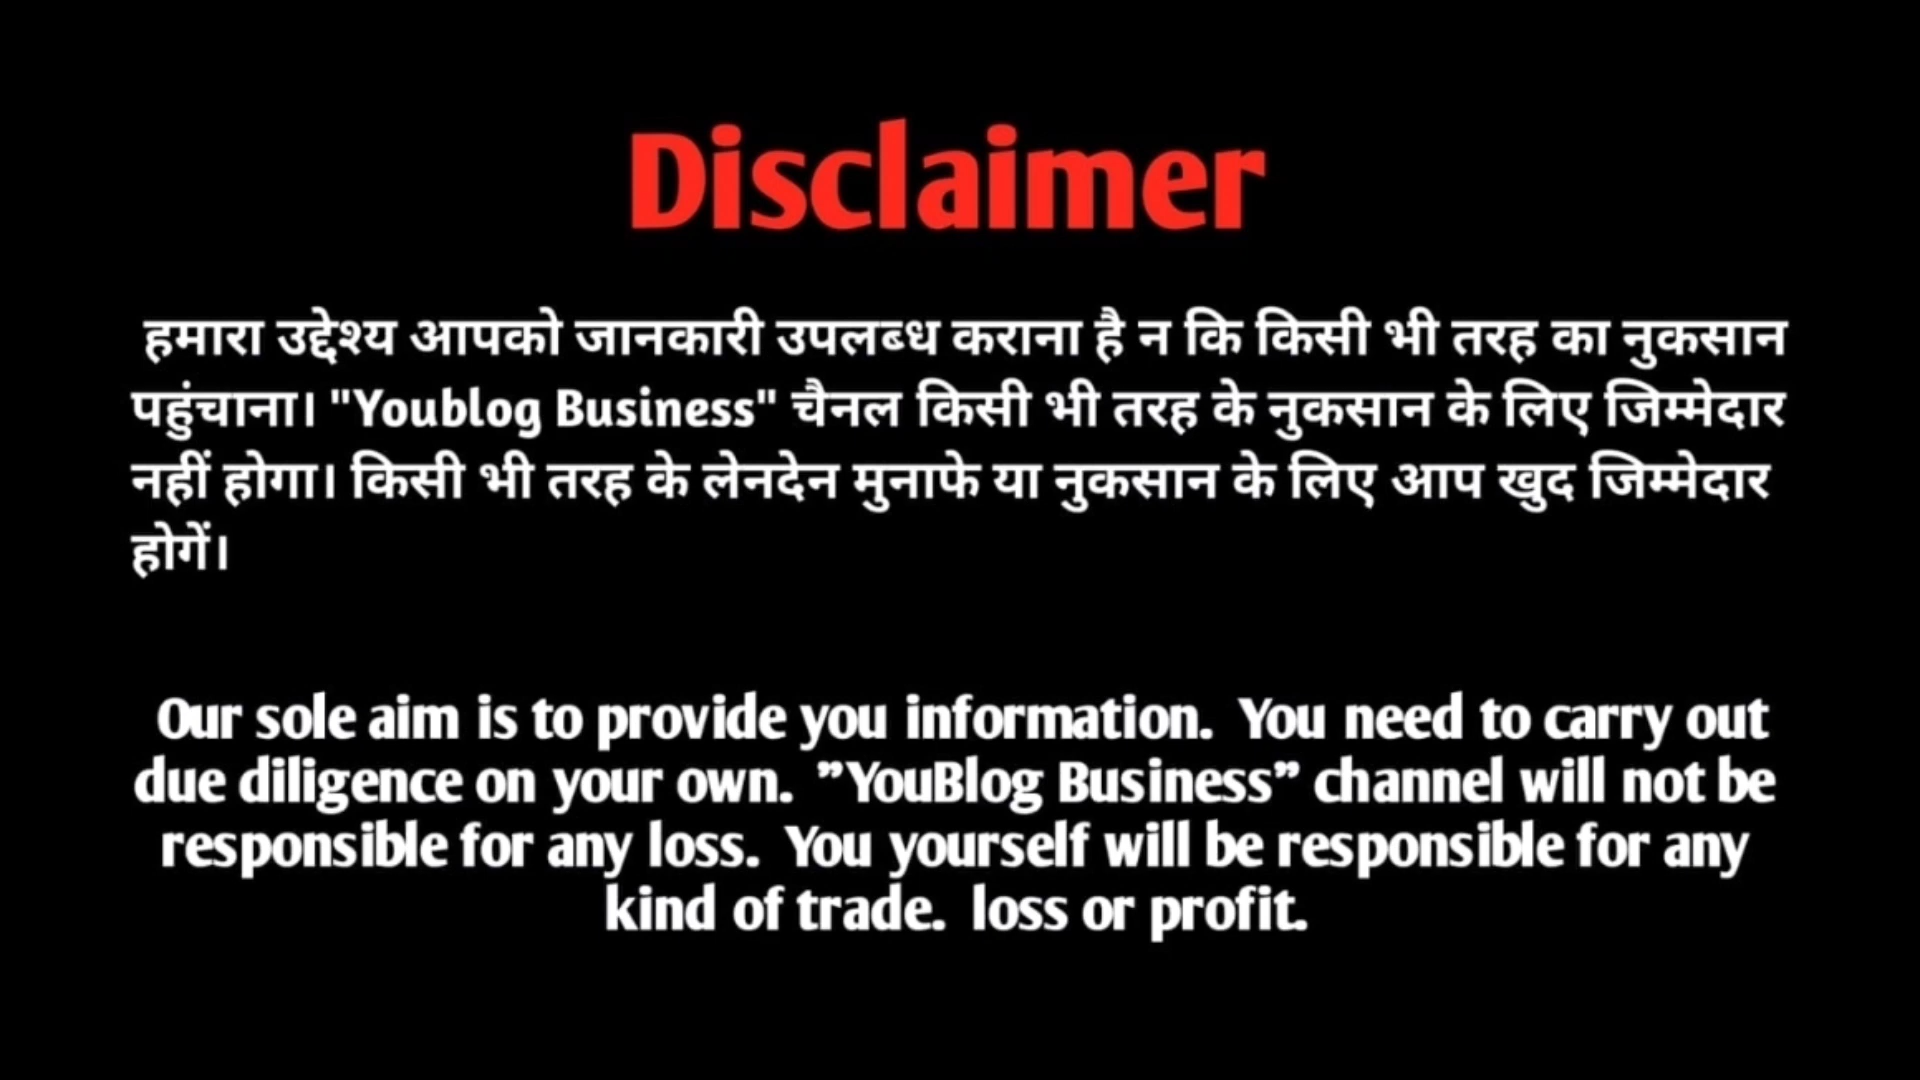 Disclaimer
हमारा उद्देश्य आपको जानकारी उपलब्ध कराना है न कि किसी भी तरह का नुकसान
पहुंचाना। "Youblog Business" चैनल किसी भी तरह के नुकसान के लिए जिम्मेदार
नहीं होगा। किसी भी तरह के लेनदेन मुनाफे या नुकसान के लिए आप खुद जिम्मेदार
होगें।
Our sole aim is to provide you information. You need to carry out
due diligence on your own. ”YouBlog Business” channel will not be
responsible for any loss. You yourself will be responsible for any
kind of trade. loss or profit.